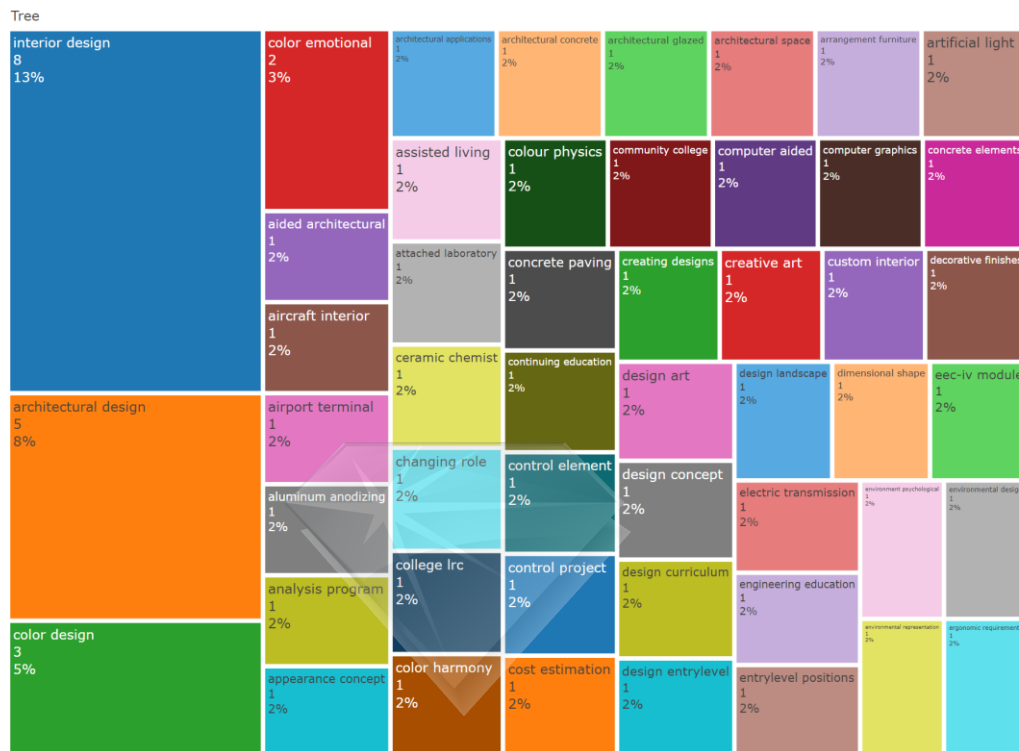 Tree
interior design
8
13%
architectural design
5
8%
color design
3
5%
color emotional
2
3%
aided architectural
1
2%
aircraft interior
1
2%
airport terminal
1
2%
aluminum anodizing
1
2%
analysis program
1
2%
appearance concept
1
2%
architectural applications
1
2%
architectural concrete
1
2%
architectural glazed
1
2%
architectural space
1
2%
arrangement furniture
1
2%
artificial light
1
2%
assisted living
1
2%
attached laboratory
1
2%
ceramic chemist
1
2%
changing role
1
2%
college lrc
1
2%
color harmony
1
2%
colour physics
1
2%
community college
1
2%
computer aided
1
2%
computer graphics
1
2%
concrete elements
1
2%
concrete paving
1
2%
continuing education
1
2%
control element
1
2%
control project
1
2%
cost estimation
1
2%
creating designs
1
2%
creative art
1
2%
custom interior
1
2%
decorative finishes
1
2%
design art
1
2%
design concept
1
2%
design curriculum
1
2%
design entrylevel
1
2%
design landscape
1
2%
dimensional shape
1
2%
eec-iv module
1
2%
electric transmission
1
2%
engineering education
1
2%
entrylevel positions
1
2%
environment psychological
1
2%
environmental design
1
2%
environmental representation
1
2%
ergonomic requirement
1
2%